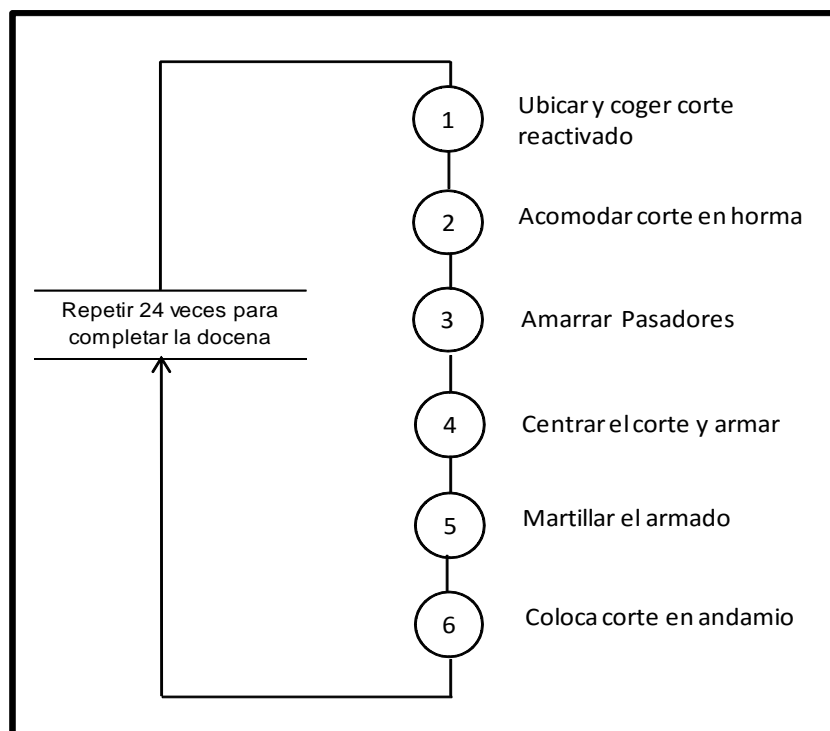 1
Ubicar y coger corte
reactivado
2
Acomodar corte en horma
Repetir 24 veces para
completar la docena
3
Amarrar Pasadores
4
Centrar el corte y armar
5
Martillar el armado
6
Coloca corte en andamio